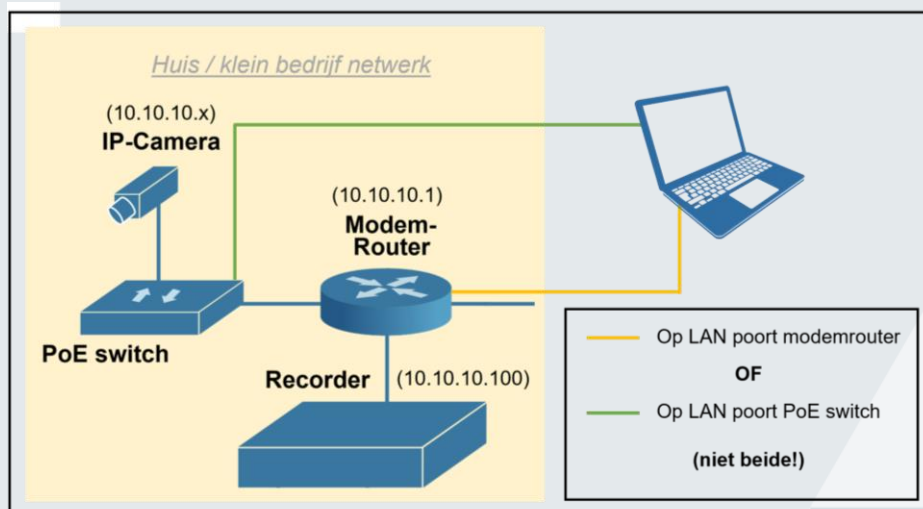 Huis / klein bedrijf netwerk
(10.10.10.x)
IP-Camera
(10.10.10.1)
Modem-
Router
PoE switch
Recorder
(10.10.10.100)
Op LAN poort modemrouter
OF
Op LAN poort PoE switch
(niet beide!)